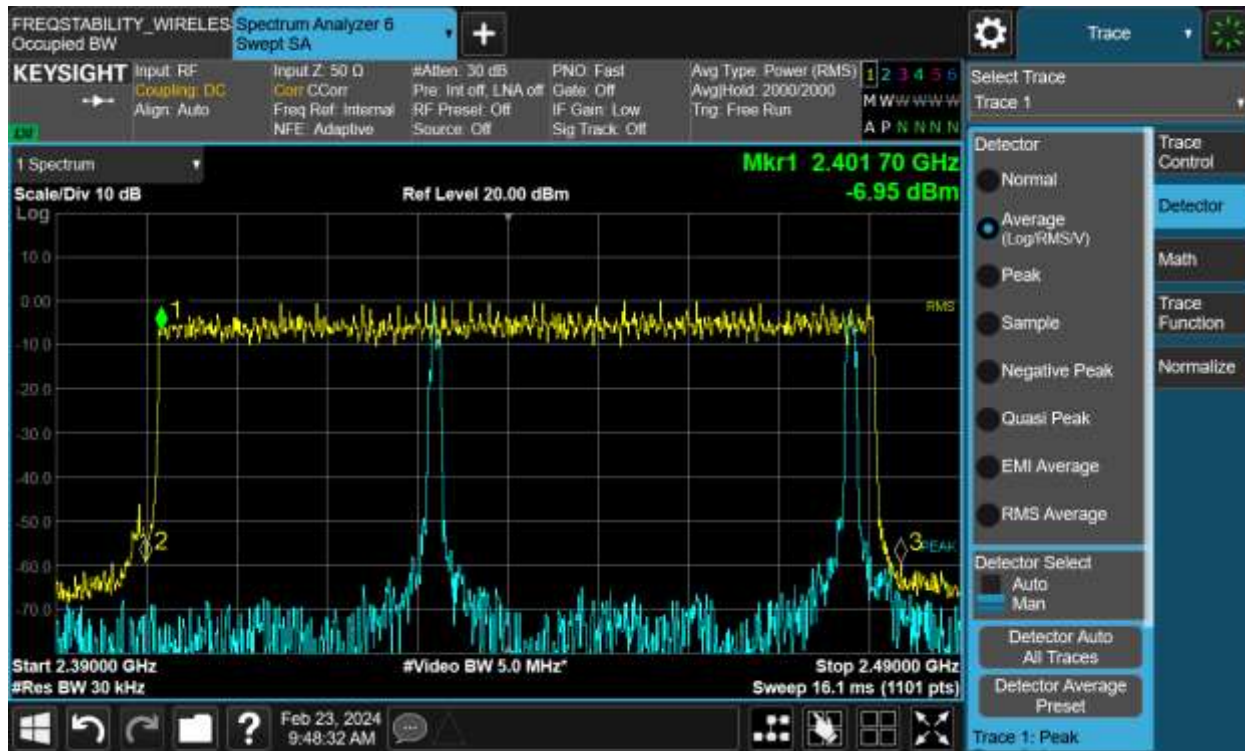 FREQSTABILITY_WIRELES
Occupied BW
Spectrum Analyzer 6
Swept SA
Trace
KEYSIGHT
Input: RF
Coupling: DC
Align: Auto
Input Z: 50 Ω
Corr CCorr
Freq Ref: Internal
NFE: Adaptive
#Atten: 30 dB
Pre: Int off, LNA off
RF Preset: Off
Source: Off
PNO: Fast
Gate: Off
IF Gain: Low
Sig Track: Off
Avg Type: Power (RMS)
Avg|Hold: 2000/2000
Trig: Free Run
1 2 3 4 5 6
M W W W W W
A P N N N N
Select Trace
Trace 1
1 Spectrum
Scale/Div 10 dB
Ref Level 20.00 dBm
Mkr1 2.401 70 GHz
-6.95 dBm
Log
10.0
0.00
-10.0
-20.0
-30.0
-40.0
-50.0
-60.0
-70.0
1
2
3
RMS
PEAK
Start 2.39000 GHz
#Res BW 30 kHz
#Video BW 5.0 MHz*
Stop 2.49000 GHz
Sweep 16.1 ms (1101 pts)
Detector
Normal
Average
(Log/RMS/V)
Peak
Sample
Negative Peak
Quasi Peak
EMI Average
RMS Average
Detector Select
Auto
Man
Detector Auto
All Traces
Detector Average
Preset
Trace 1: Peak
Trace
Control
Detector
Math
Trace
Function
Normalize
?
Feb 23, 2024
9:48:32 AM